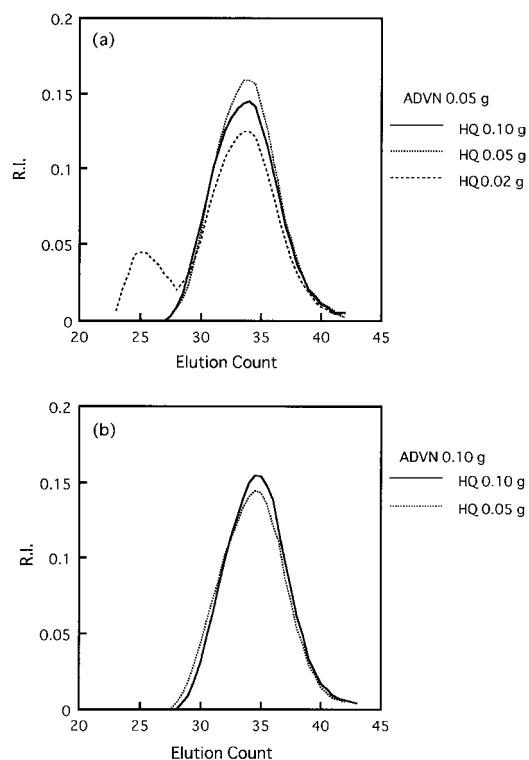 (a)
0.2
0.15
0.1
0.05
0
R.I.
20 25 30 35 40 45
Elution Count
ADVN 0.05 g
HQ 0.10 g
HQ 0.05 g
HQ 0.02 g
(b)
0.2
0.15
0.1
0.05
0
R.I.
20 25 30 35 40 45
Elution Count
ADVN 0.10 g
HQ 0.10 g
HQ 0.05 g